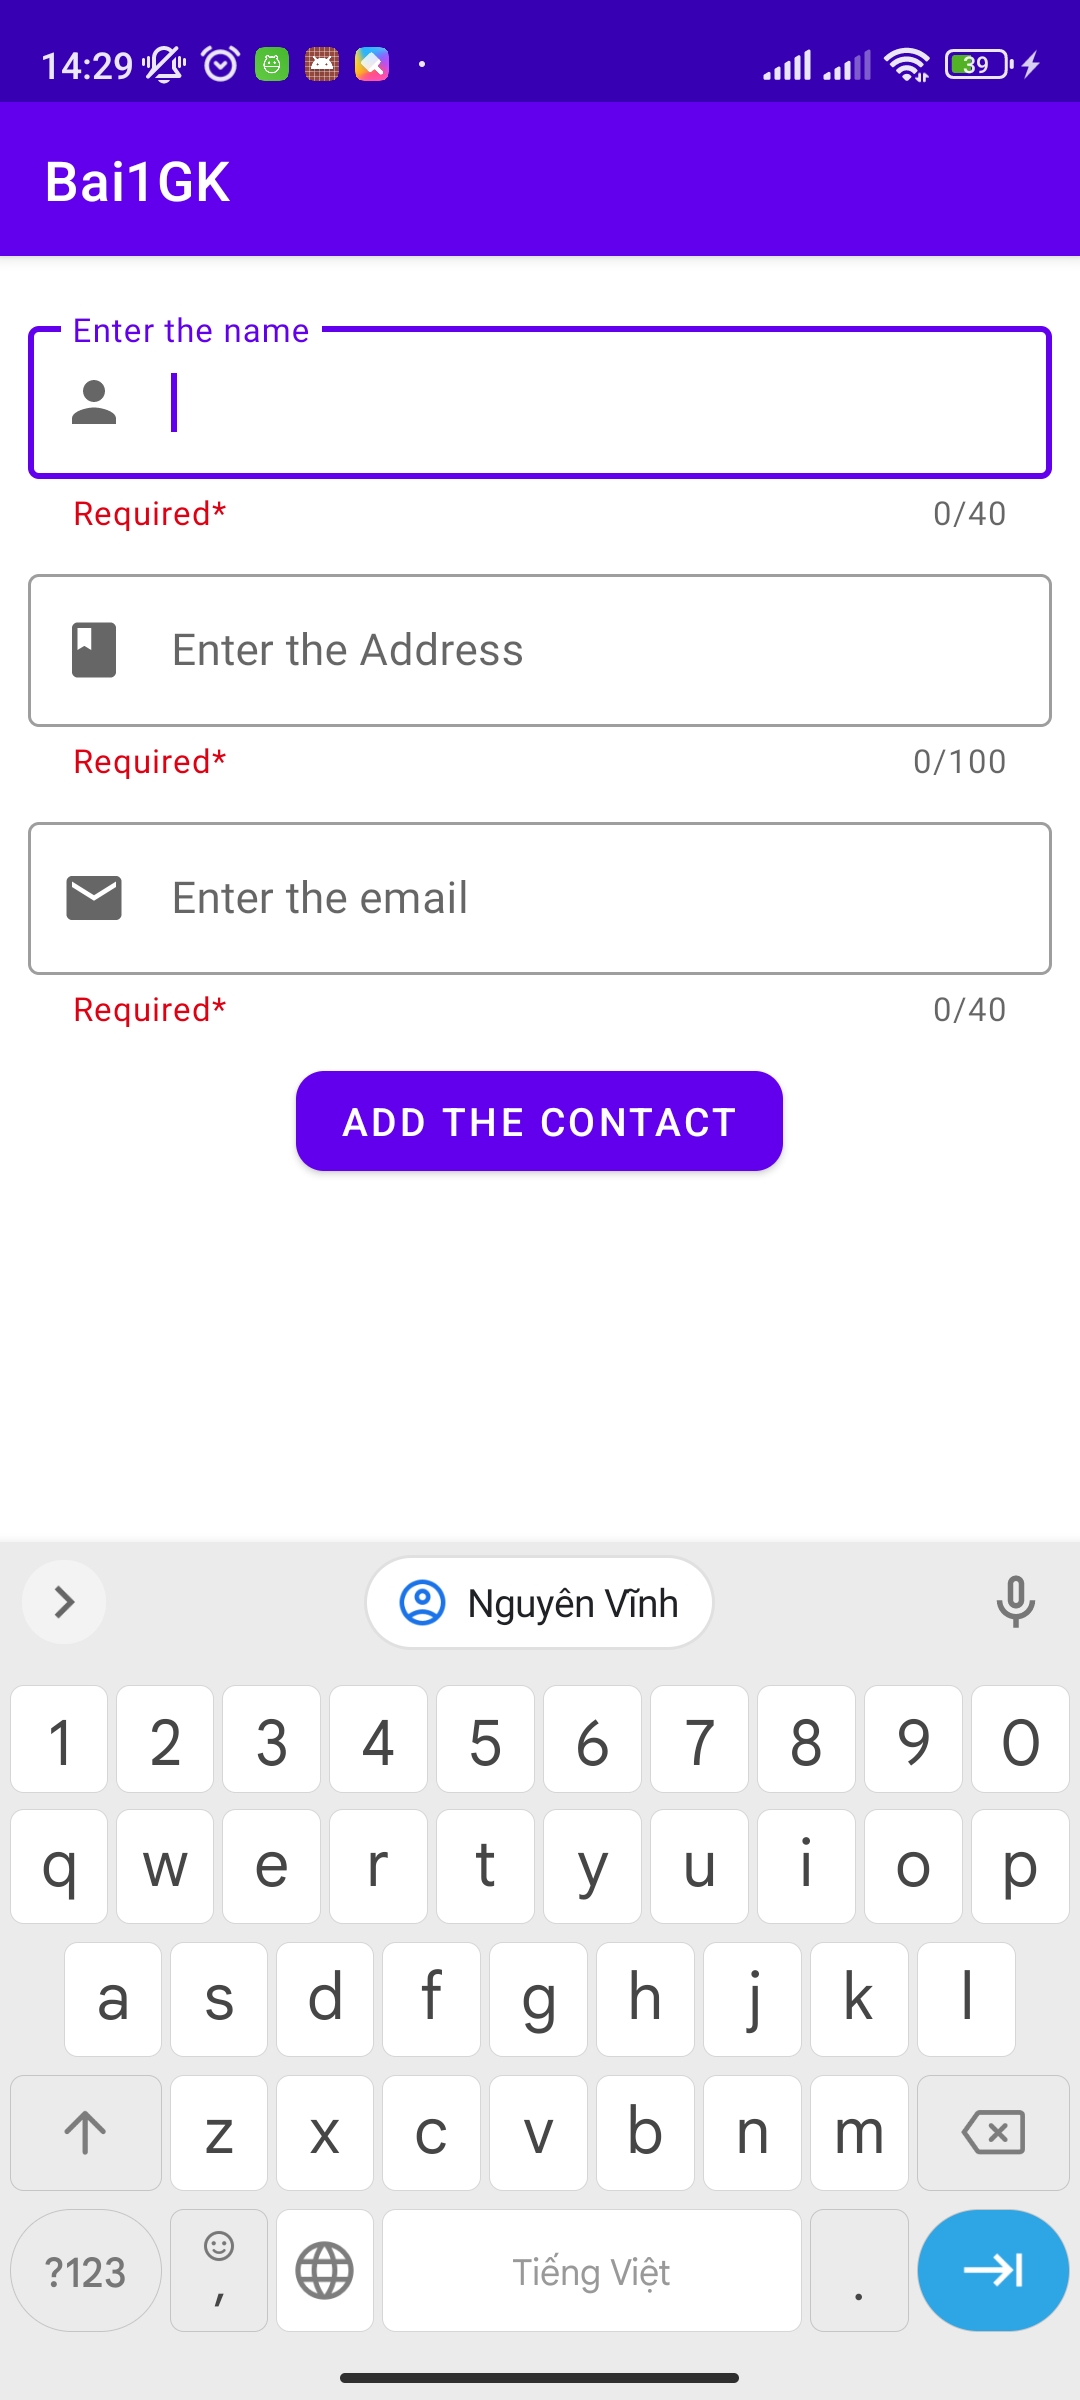 14:29 39
Bai1GK
Enter the name
Required* 0/40
Enter the Address
Required* 0/100
Enter the email
Required* 0/40
ADD THE CONTACT
Nguyên Vĩnh
1 2 3 4 5 6 7 8 9 0
q w e r t y u i o p
a s d f g h j k l
z x c v b n m
?123 , Tiếng Việt .